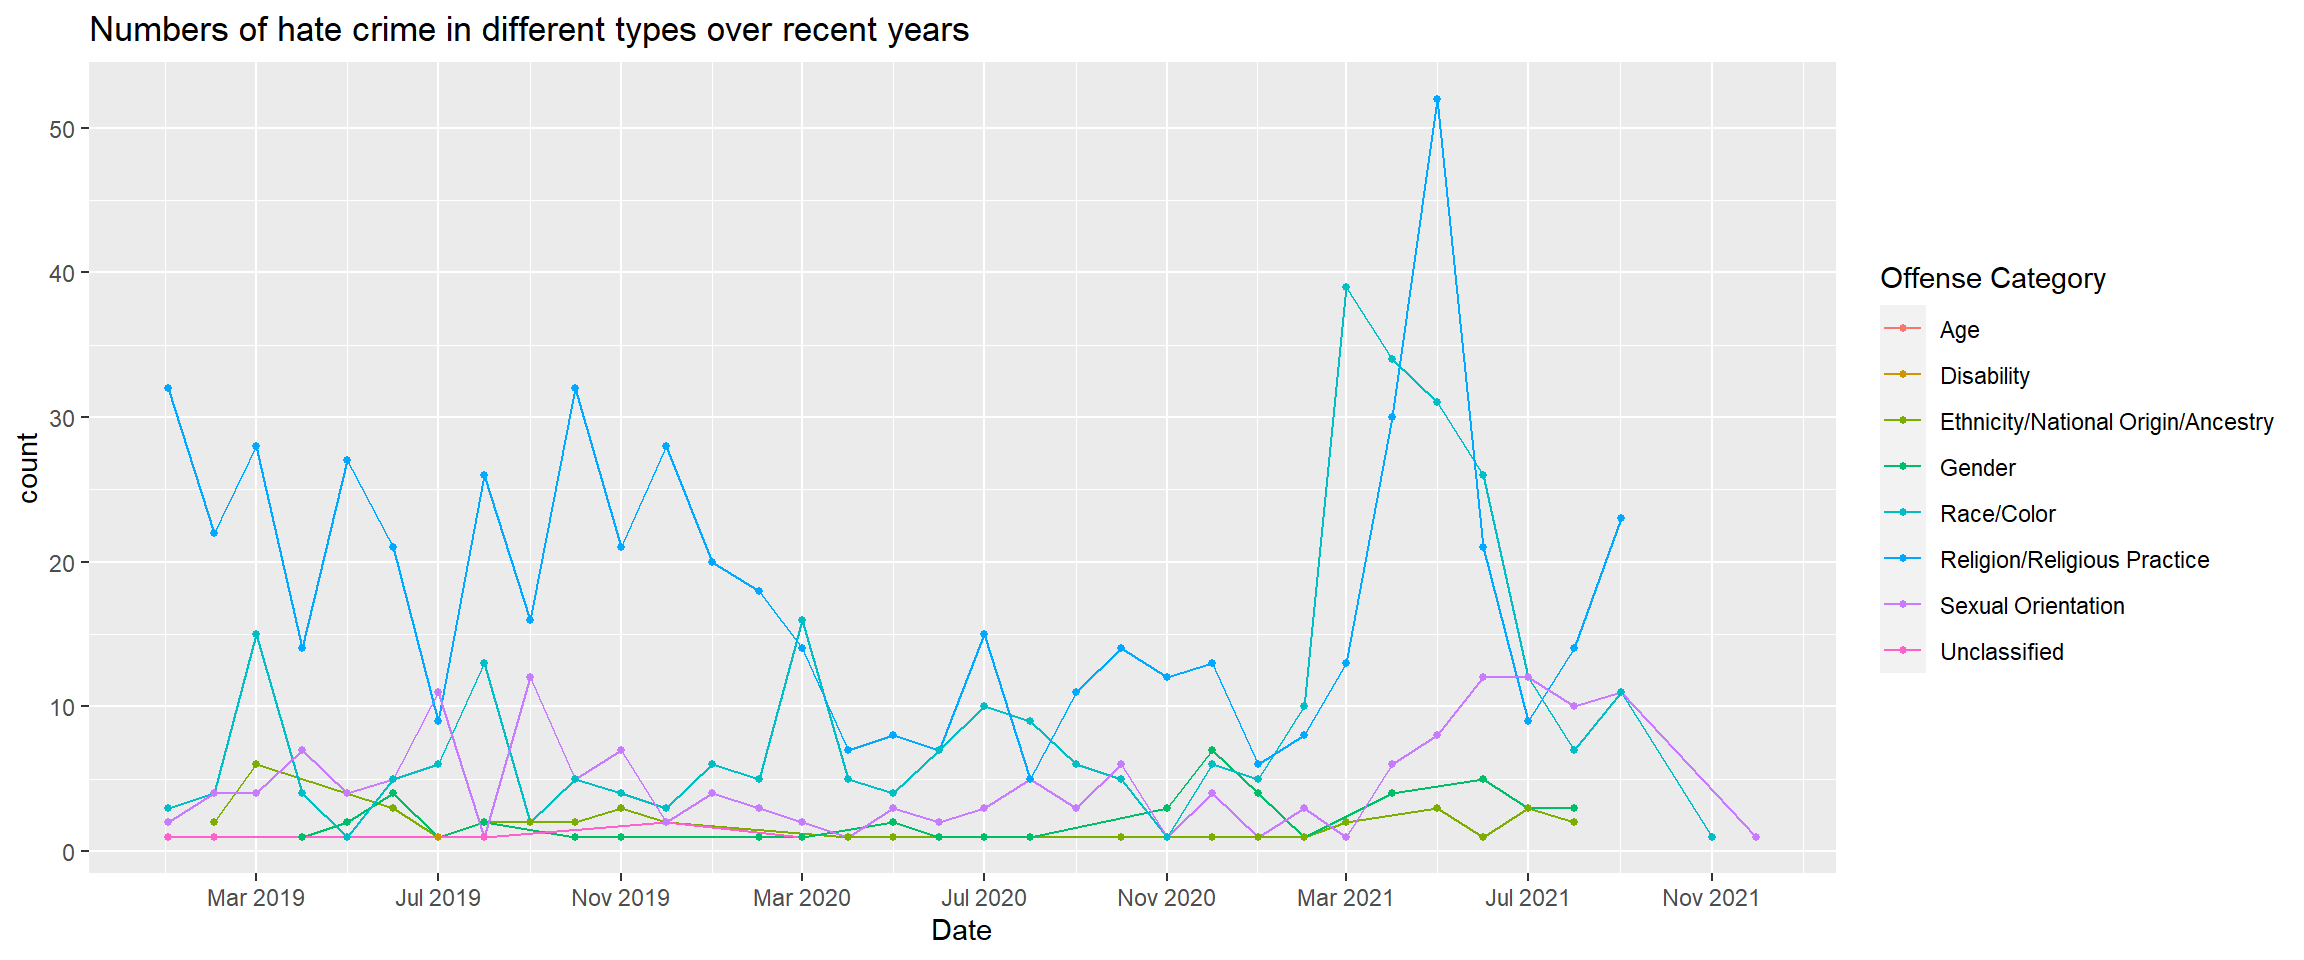 Numbers of hate crime in different types over recent years
50
40
30
20
10
0
count
Mar 2019 Jul 2019 Nov 2019 Mar 2020 Jul 2020 Nov 2020 Mar 2021 Jul 2021 Nov 2021
Date
Offense Category
Age
Disability
Ethnicity/National Origin/Ancestry
Gender
Race/Color
Religion/Religious Practice
Sexual Orientation
Unclassified